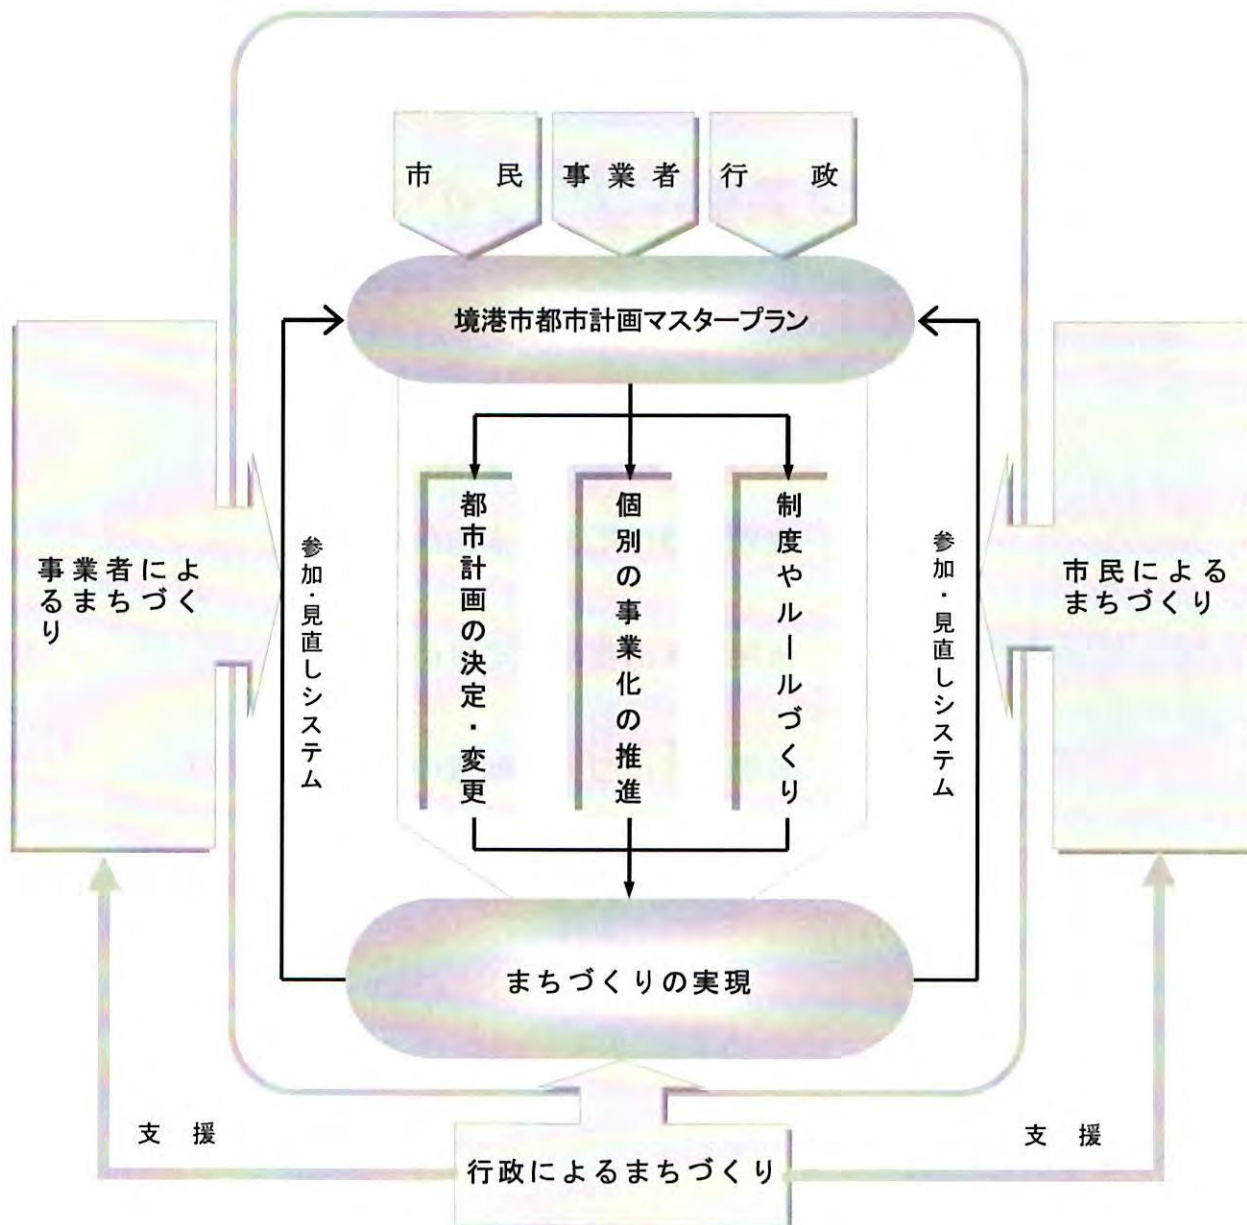 市民
事業者
行政
境港市都市計画マスタープラン
都市計画の決定・変更
個別の事業化の推進
制度やルールづくり
参加・見直しシステム
参加・見直しシステム
事業者によ
るまちづく
り
市民による
まちづくり
まちづくりの実現
支援
支援
行政によるまちづくり